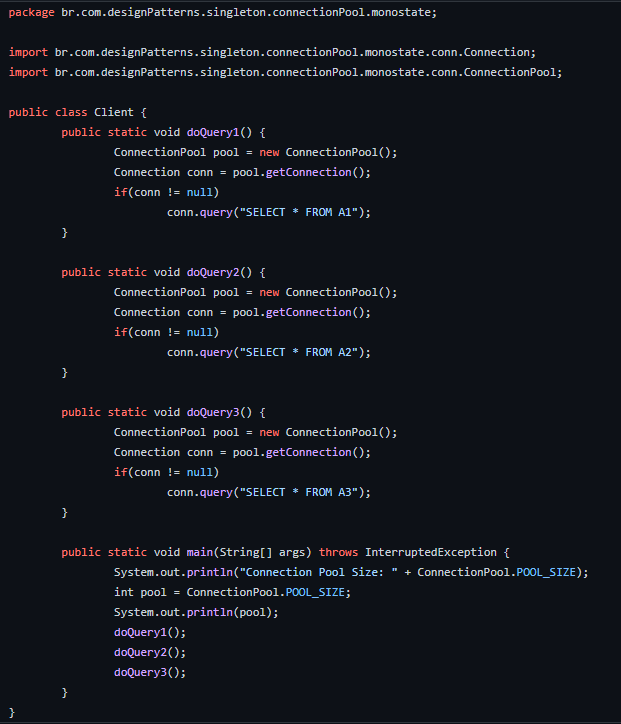 package br.com.designPatterns.singleton.connectionPool.monostate;
import br.com.designPatterns.singleton.connectionPool.monostate.conn.Connection;
import br.com.designPatterns.singleton.connectionPool.monostate.conn.ConnectionPool;
public class Client {
public static void doQuery1() {
ConnectionPool pool = new ConnectionPool();
Connection conn = pool.getConnection();
if(conn != null)
conn.query("SELECT * FROM A1");
}
public static void doQuery2() {
ConnectionPool pool = new ConnectionPool();
Connection conn = pool.getConnection();
if(conn != null)
conn.query("SELECT * FROM A2");
}
public static void doQuery3() {
ConnectionPool pool = new ConnectionPool();
Connection conn = pool.getConnection();
if(conn != null)
conn.query("SELECT * FROM A3");
}
public static void main(String[] args) throws InterruptedException {
System.out.println("Connection Pool Size: " + ConnectionPool.POOL_SIZE);
int pool = ConnectionPool.POOL_SIZE;
System.out.println(pool);
doQuery1();
doQuery2();
doQuery3();
}
}